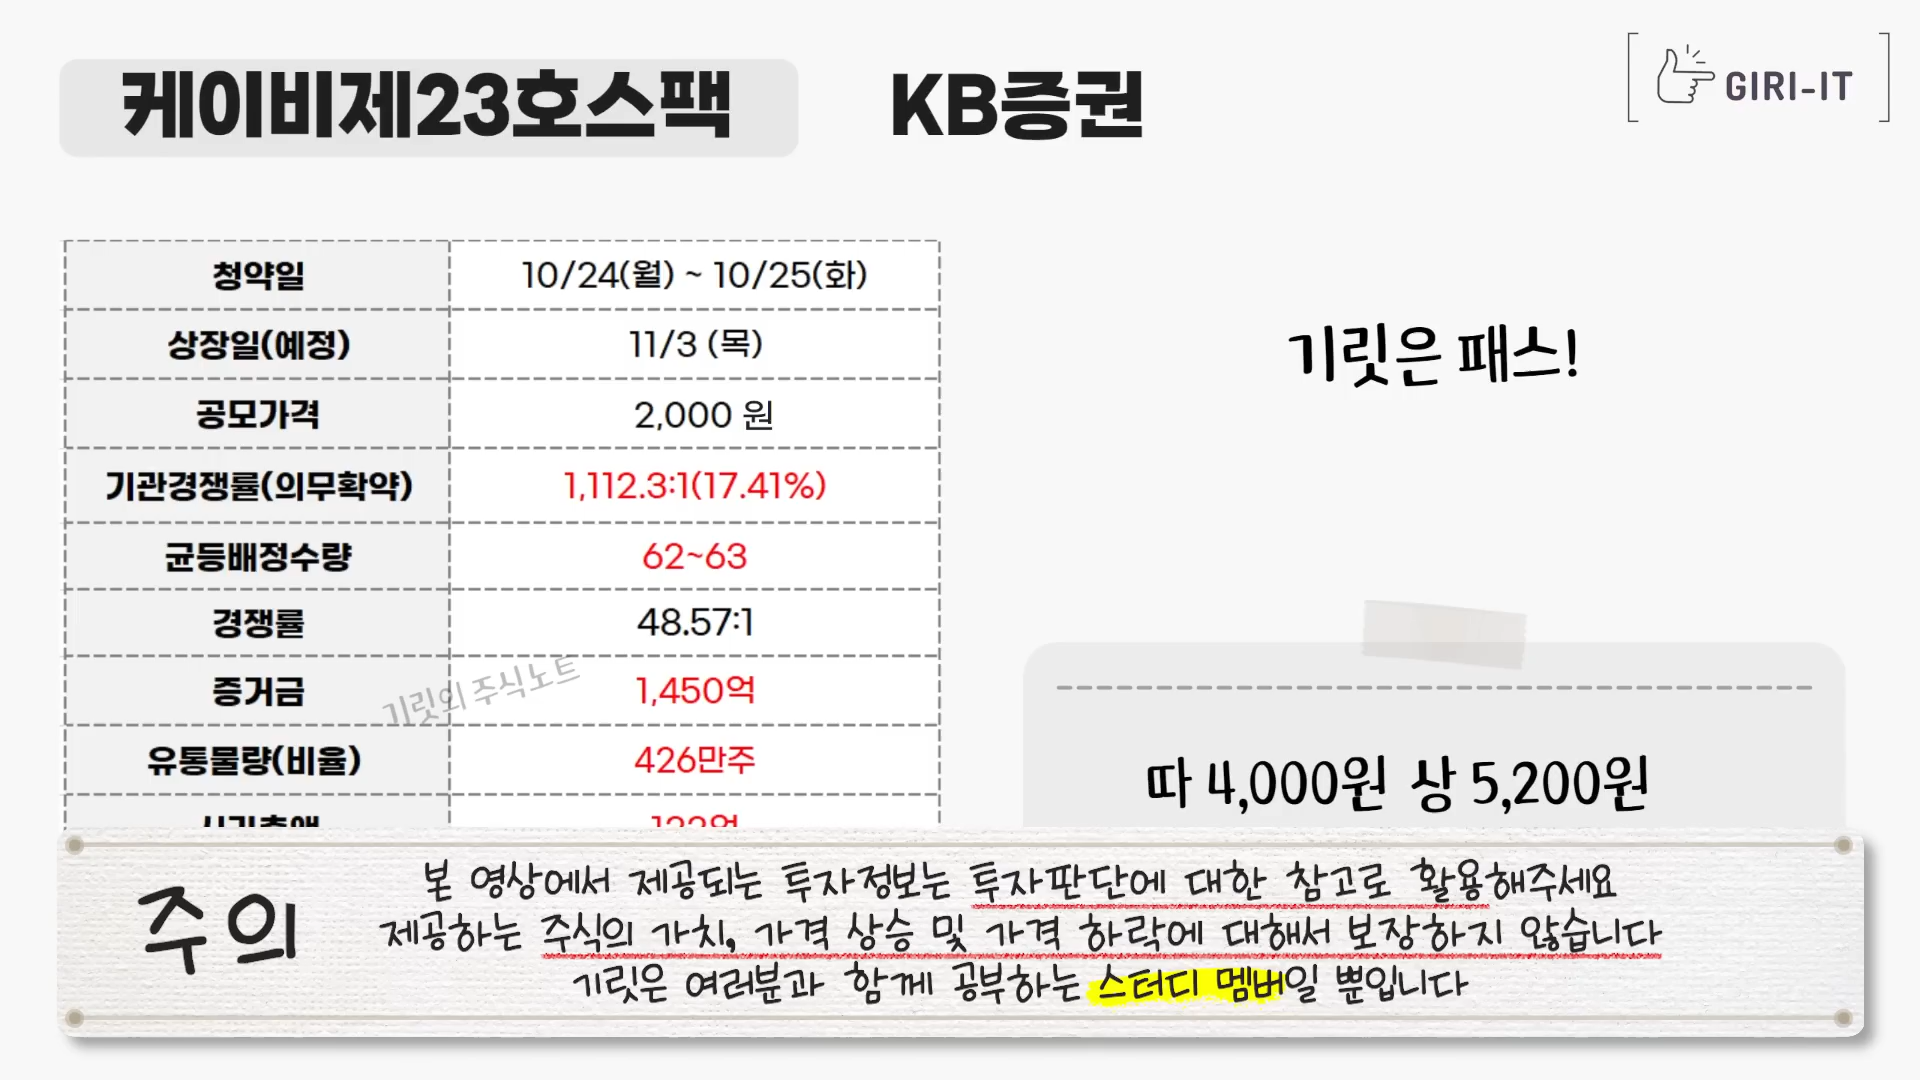 케이비제23호스팩 KB증권
GIRI-IT
청약일 10/24(월) ~ 10/25(화)
상장일(예정) 11/3 (목)
공모가격 2,000 원
기관경쟁률(의무확약) 1,112.3:1(17.41%)
균등배정수량 62~63
경쟁률 48.57:1
증거금 1,450억
유통물량(비율) 426만주
기릿의 주식노트
기릿은 패스!
따 4,000원 상 5,200원
주의
본 영상에서 제공되는 투자정보는 투자판단에 대한 참고로 활용해주세요
제공하는 주식의 가치, 가격 상승 및 가격 하락에 대해서 보장하지 않습니다
기릿은 여러분과 함께 공부하는 스터디 멤버일 뿐입니다